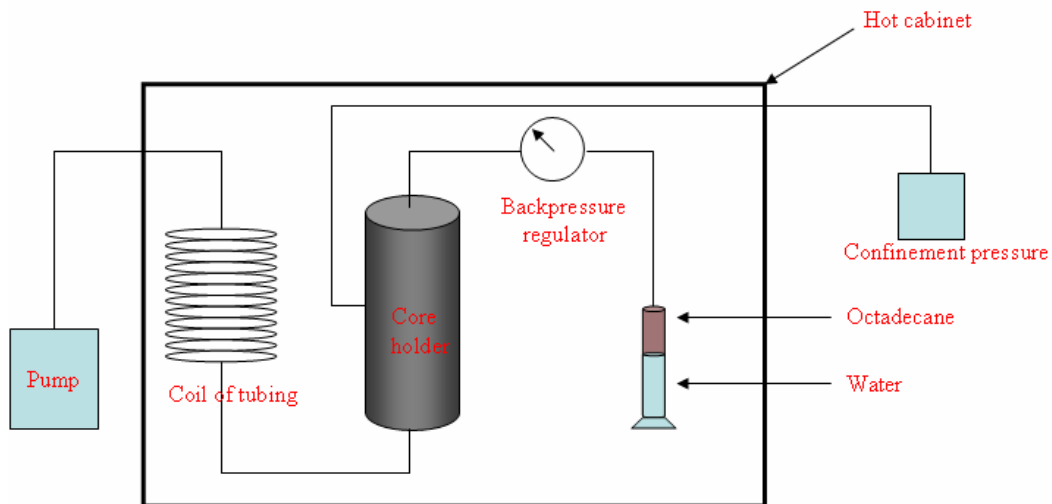 Hot cabinet
Backpressure
regulator
Confinement pressure
Core
holder
Octadecane
Pump
Coil of tubing
Water